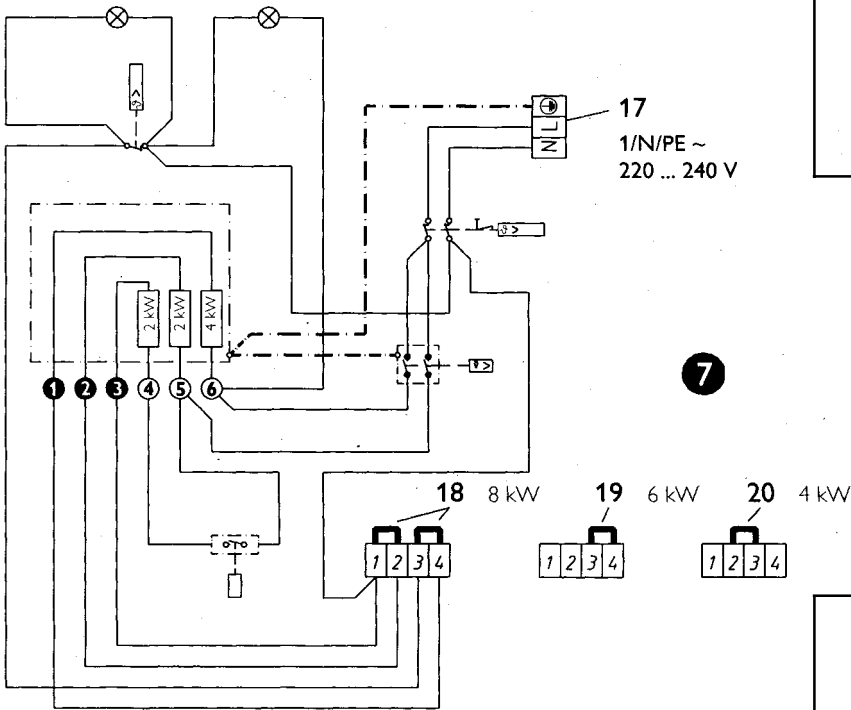 ϑ >
⏚
L
N
17
1/N/PE ~
220 ... 240 V
ϑ >
2 kW
2 kW
4 kW
ϑ >
1 2 3 4 5 6
7
18 8 kW
19 6 kW
20 4 kW
1 2 3 4
1 2 3 4
1 2 3 4